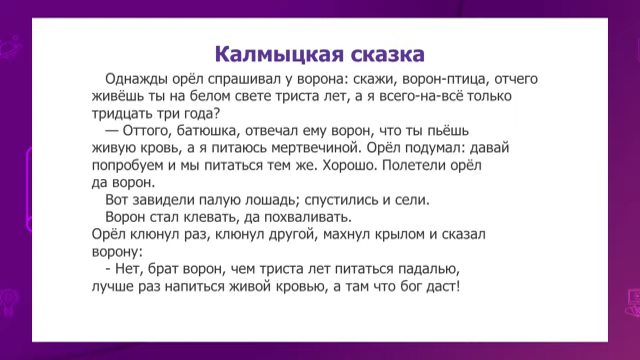 Калмыцкая сказка
Однажды орёл спрашивал у ворона: скажи, ворон-птица, отчего
живёшь ты на белом свете триста лет, а я всего-на-всё только
тридцать три года?
— Оттого, батюшка, отвечал ему ворон, что ты пьёшь
живую кровь, а я питаюсь мертвечиной. Орёл подумал: давай
попробуем и мы питаться тем же. Хорошо. Полетели орёл
да ворон.
Вот завидели палую лошадь; спустились и сели.
Ворон стал клевать, да похваливать.
Орёл клюнул раз, клюнул другой, махнул крылом и сказал
ворону:
- Нет, брат ворон, чем триста лет питаться падалью,
лучше раз напиться живой кровью, а там что бог даст!